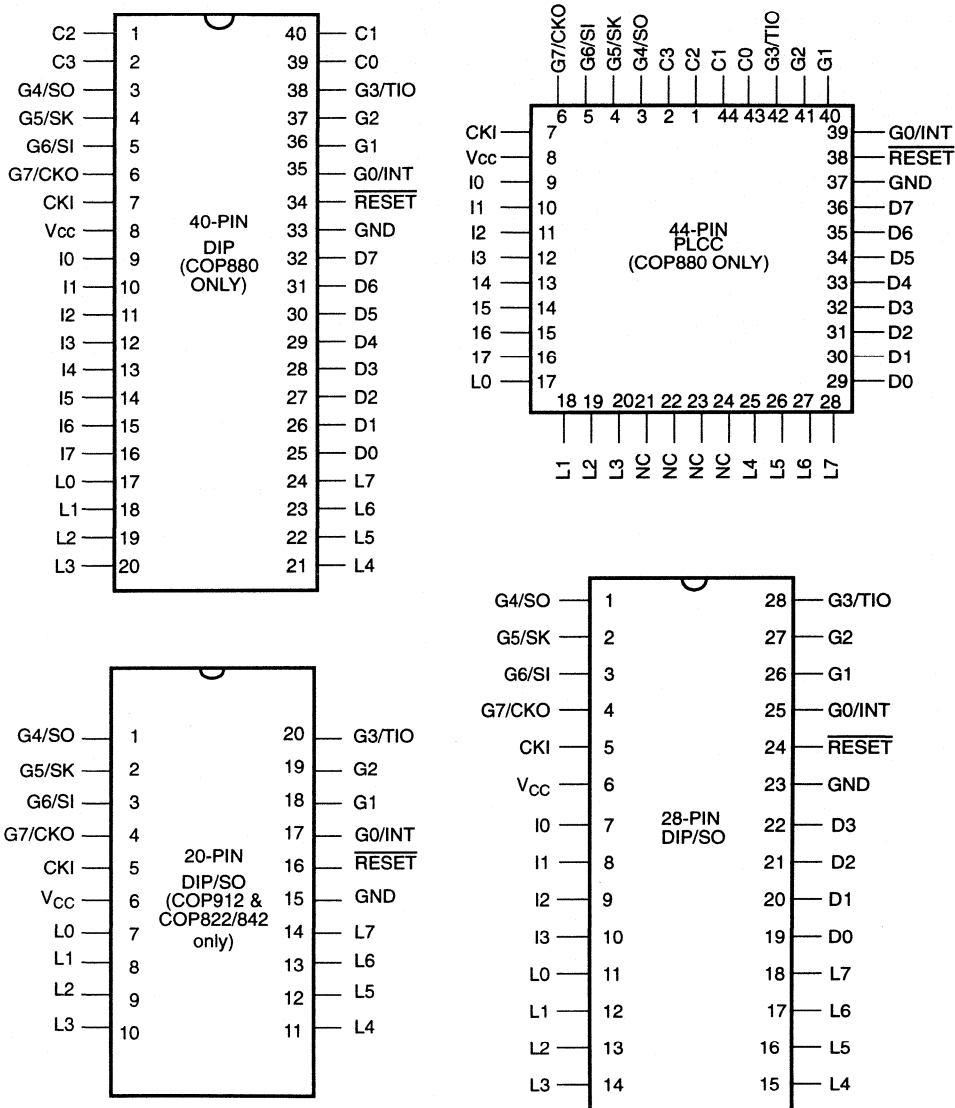 C2 1 40 C1
C3 2 39 C0
G4/SO 3 38 G3/TIO
G5/SK 4 37 G2
G6/SI 5 36 G1
G7/CKO 6 35 G0/INT
CKI 7 34 RESET
Vcc 8 33 GND
I0 9 32 D7
I1 10 31 D6
I2 11 30 D5
I3 12 29 D4
I4 13 28 D3
I5 14 27 D2
I6 15 26 D1
I7 16 25 D0
L0 17 24 L7
L1 18 23 L6
L2 19 22 L5
L3 20 21 L4
40-PIN
DIP
(COP880
ONLY)
G7/CKO G6/SI G5/SK G4/SO C3 C2 C1 C0 G3/TIO G2 G1
6 5 4 3 2 1 44 43 42 41 40
CKI 7 39 G0/INT
Vcc 8 38 RESET
I0 9 37 GND
I1 10 36 D7
I2 11 35 D6
I3 12 34 D5
14 13 33 D4
15 14 32 D3
16 15 31 D2
17 16 30 D1
L0 17 29 D0
44-PIN
PLCC
(COP880 ONLY)
18 19 20 21 22 23 24 25 26 27 28
L1 L2 L3 NC NC NC NC L4 L5 L6 L7
G4/SO 1 20 G3/TIO
G5/SK 2 19 G2
G6/SI 3 18 G1
G7/CKO 4 17 G0/INT
CKI 5 16 RESET
VCC 6 15 GND
L0 7 14 L7
L1 8 13 L6
L2 9 12 L5
L3 10 11 L4
20-PIN
DIP/SO
(COP912 &
COP822/842
only)
G4/SO 1 28 G3/TIO
G5/SK 2 27 G2
G6/SI 3 26 G1
G7/CKO 4 25 G0/INT
CKI 5 24 RESET
VCC 6 23 GND
I0 7 22 D3
I1 8 21 D2
I2 9 20 D1
I3 10 19 D0
L0 11 18 L7
L1 12 17 L6
L2 13 16 L5
L3 14 15 L4
28-PIN
DIP/SO